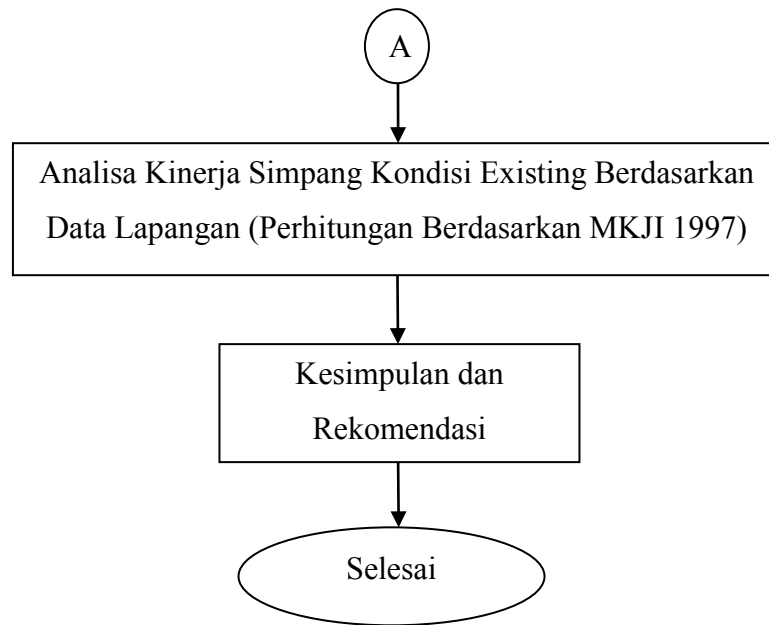 A
Analisa Kinerja Simpang Kondisi Existing Berdasarkan
Data Lapangan (Perhitungan Berdasarkan MKJI 1997)
Kesimpulan dan
Rekomendasi
Selesai